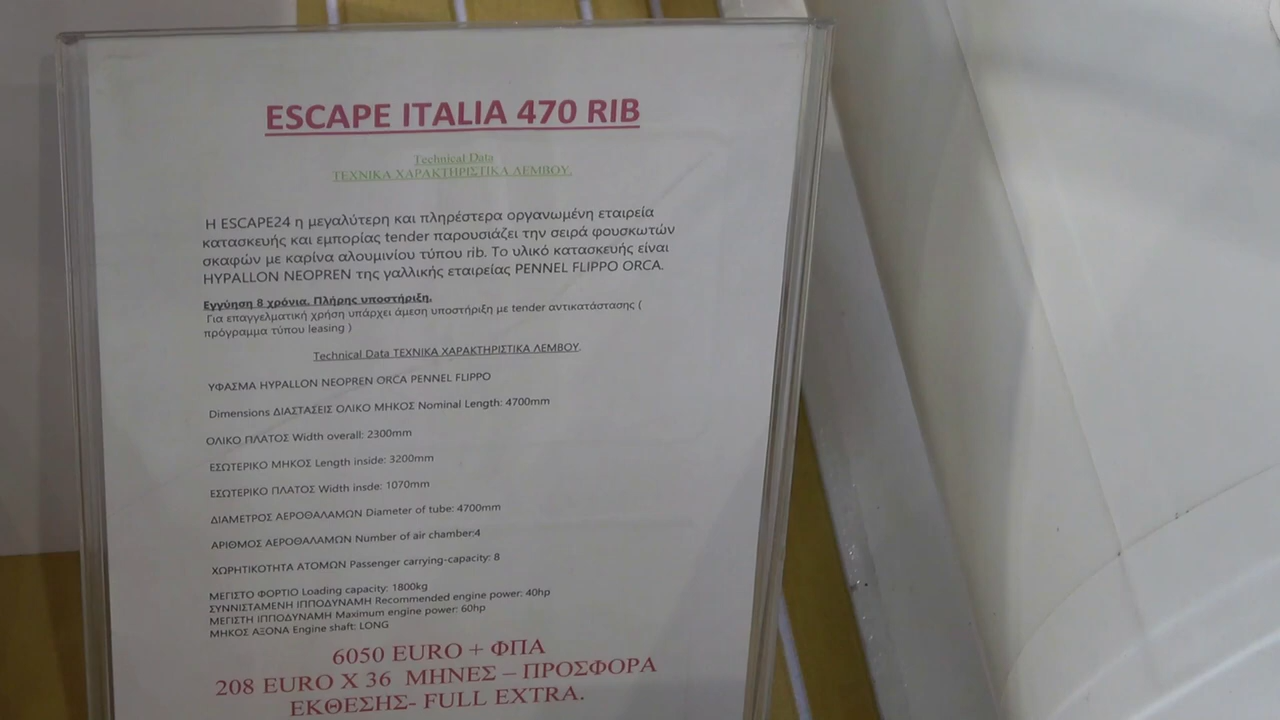 ESCAPE ITALIA 470 RIB
Technical Data
ΤΕΧΝΙΚΑ ΧΑΡΑΚΤΗΡΙΣΤΙΚΑ ΛΕΜΒΟΥ.
Η ESCAPE24 η μεγαλύτερη και πληρέστερα οργανωμένη εταιρεία
κατασκευής και εμπορίας tender παρουσιάζει την σειρά φουσκωτών
σκαφών με καρίνα αλουμινίου τύπου rib. Το υλικό κατασκευής είναι
HYPALLON NEOPREN της γαλλικής εταιρείας PENNEL FLIPPO ORCA.
Εγγύηση 8 χρόνια. Πλήρης υποστήριξη.
Για επαγγελματική χρήση υπάρχει άμεση υποστήριξη με tender αντικατάστασης (
πρόγραμμα τύπου leasing )
Technical Data ΤΕΧΝΙΚΑ ΧΑΡΑΚΤΗΡΙΣΤΙΚΑ ΛΕΜΒΟΥ.
ΥΦΑΣΜΑ HYPALLON NEOPREN ORCA PENNEL FLIPPO
Dimensions ΔΙΑΣΤΑΣΕΙΣ ΟΛΙΚΟ ΜΗΚΟΣ Nominal Length: 4700mm
ΟΛΙΚΟ ΠΛΑΤΟΣ Width overall: 2300mm
ΕΣΩΤΕΡΙΚΟ ΜΗΚΟΣ Length inside: 3200mm
ΕΣΩΤΕΡΙΚΟ ΠΛΑΤΟΣ Width insde: 1070mm
ΔΙΑΜΕΤΡΟΣ ΑΕΡΟΘΑΛΑΜΩΝ Diameter of tube: 4700mm
ΑΡΙΘΜΟΣ ΑΕΡΟΘΑΛΑΜΩΝ Number of air chamber:4
ΧΩΡΗΤΙΚΟΤΗΤΑ ΑΤΟΜΩΝ Passenger carrying-capacity: 8
ΜΕΓΙΣΤΟ ΦΟΡΤΙΟ Loading capacity: 1800kg
ΣΥΝΝΙΣΤΑΜΕΝΗ ΙΠΠΟΔΥΝΑΜΗ Recommended engine power: 40hp
ΜΕΓΙΣΤΗ ΙΠΠΟΔΥΝΑΜΗ Maximum engine power: 60hp
ΜΗΚΟΣ ΑΞΟΝΑ Engine shaft: LONG
6050 EURO + ΦΠΑ
208 EURO X 36 ΜΗΝΕΣ – ΠΡΟΣΦΟΡΑ
ΕΚΘΕΣΗΣ- FULL EXTRA.